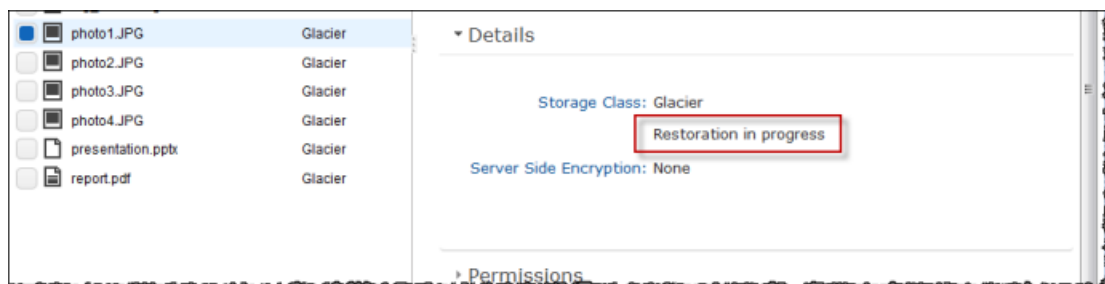 photo1.JPG Glacier
photo2.JPG Glacier
photo3.JPG Glacier
photo4.JPG Glacier
presentation.pptx Glacier
report.pdf Glacier
Details
Storage Class: Glacier
Restoration in progress
Server Side Encryption: None
Permissions